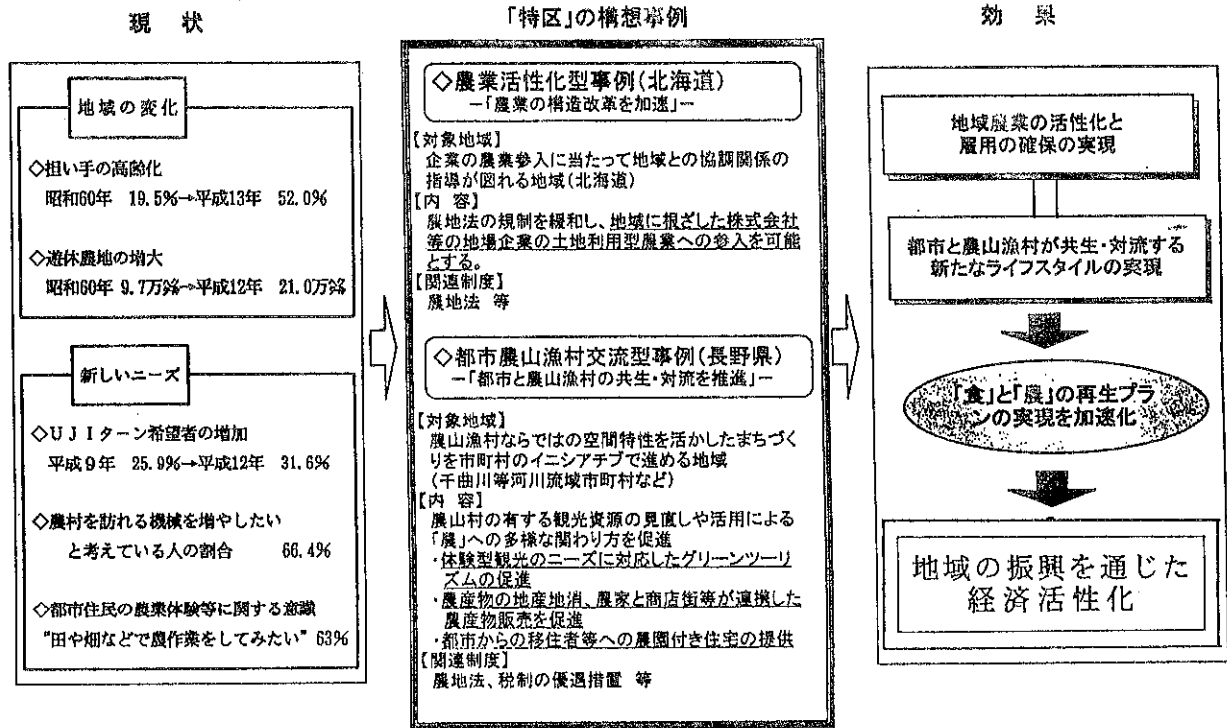 現 状
地域の変化
◇担い手の高齢化
昭和60年 19.5%→平成13年 52.0%
◇遊休農地の増大
昭和60年 9.7万㌶→平成12年 21.0万㌶
新しいニーズ
◇UJIターン希望者の増加
平成9年 25.9%→平成12年 31.6%
◇農村を訪れる機械を増やしたい
と考えている人の割合 66.4%
◇都市住民の農業体験等に関する意識
"田や畑などで農作業をしてみたい" 63%
「特区」の構想事例
◇農業活性化型事例(北海道)
－「農業の構造改革を加速」－
【対象地域】
企業の農業参入に当たって地域との協調関係の
指導が図れる地域(北海道)
【内 容】
農地法の規制を緩和し、地域に根ざした株式会社
等の地場企業の土地利用型農業への参入を可能
とする。
【関連制度】
農地法 等
◇都市農山漁村交流型事例(長野県)
－「都市と農山漁村の共生・対流を推進」－
【対象地域】
農山漁村ならではの空間特性を活かしたまちづく
りを市町村のイニシアチブで進める地域
(千曲川等河川流域市町村など)
【内 容】
農山村の有する観光資源の見直しや活用による
「農」への多様な関わり方を促進
・体験型観光のニーズに対応したグリーンツーリ
ズムの促進
・農産物の地産地消、農家と商店街等が連携した
農産物販売を促進
・都市からの移住者等への農園付き住宅の提供
【関連制度】
農地法、税制の優遇措置 等
効 果
地域農業の活性化と
雇用の確保の実現
都市と農山漁村が共生・対流する
新たなライフスタイルの実現
「食」と「農」の再生プラ
ンの実現を加速化
地域の振興を通じた
経済活性化